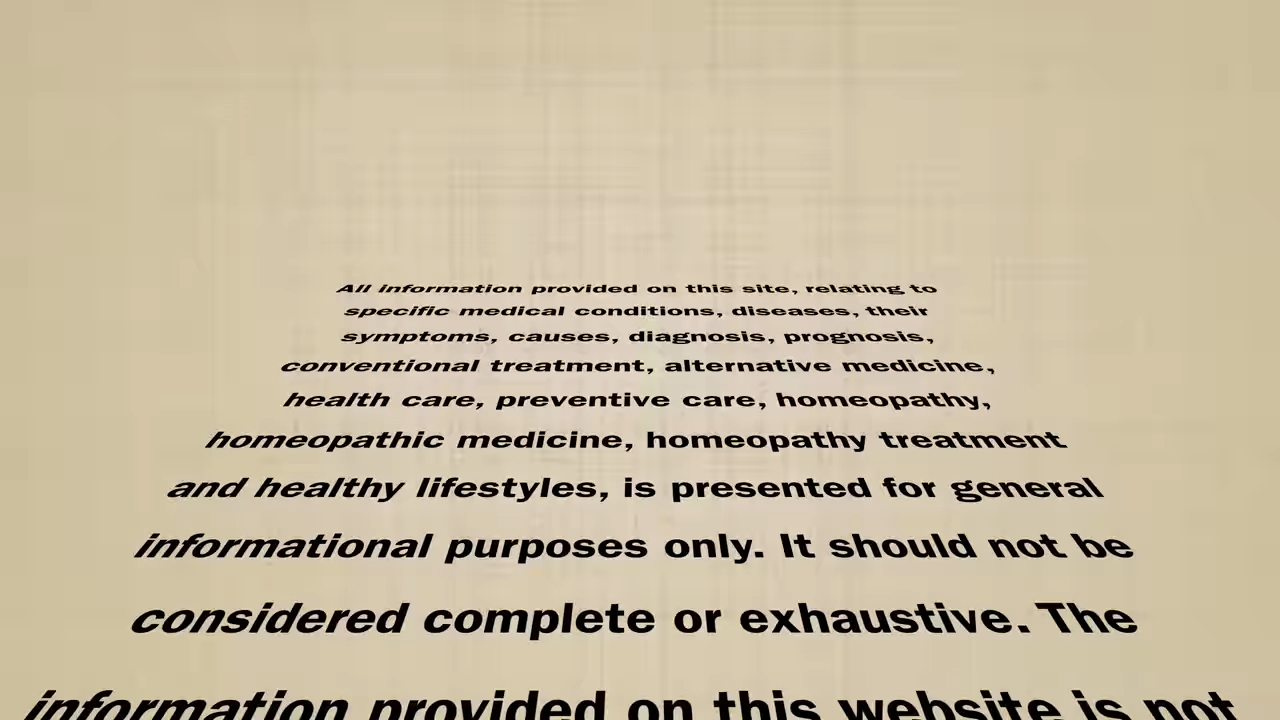 All information provided on this site, relating to
specific medical conditions, diseases, their
symptoms, causes, diagnosis, prognosis,
conventional treatment, alternative medicine,
health care, preventive care, homeopathy,
homeopathic medicine, homeopathy treatment
and healthy lifestyles, is presented for general
informational purposes only. It should not be
considered complete or exhaustive. The
information provided on this website is not